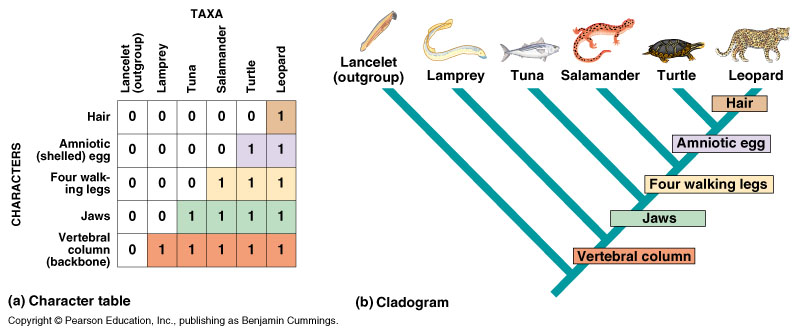 TAXA
Lancelet
(outgroup)
Lamprey
Tuna
Salamander
Turtle
Leopard
CHARACTERS
Hair
0 0 0 0 0 1
Amniotic
(shelled) egg
0 0 0 0 1 1
Four walk-
ing legs
0 0 0 1 1 1
Jaws
0 0 1 1 1 1
Vertebral
column
(backbone)
0 1 1 1 1 1
(a) Character table
Lancelet
(outgroup)
Lamprey
Tuna
Salamander
Turtle
Leopard
Hair
Amniotic egg
Four walking legs
Jaws
Vertebral column
(b) Cladogram
Copyright © Pearson Education, Inc., publishing as Benjamin Cummings.